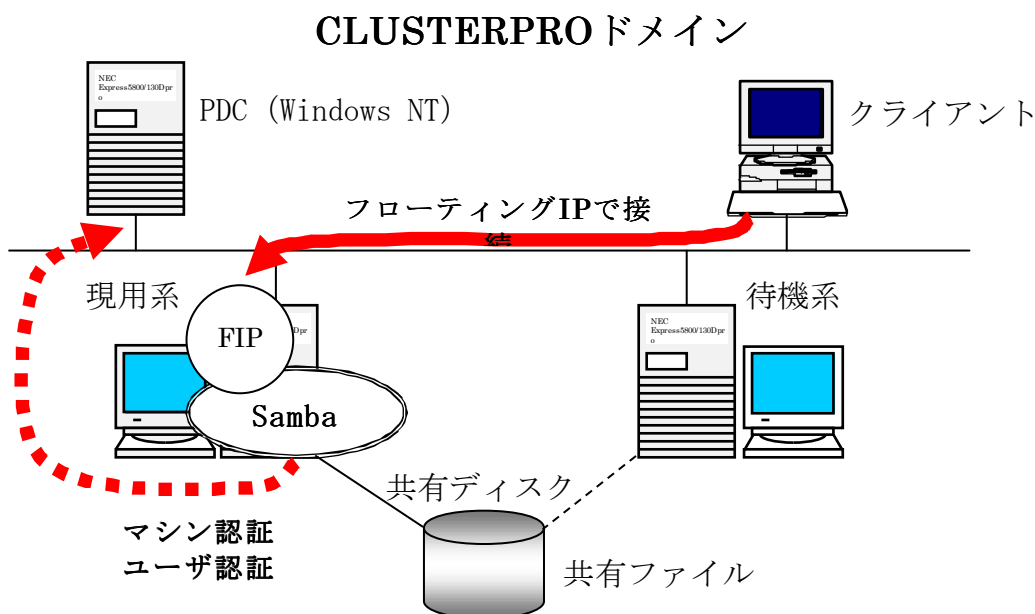 CLUSTERPROドメイン
NEC
Express5800/130Dpr
o
PDC (Windows NT)
クライアント
フローティングIPで接
続
現用系
待機系
FIP
Dpr
NEC
Express5800/130Dpr
o
Samba
共有ディスク
マシン認証
ユーザ認証
共有ファイル